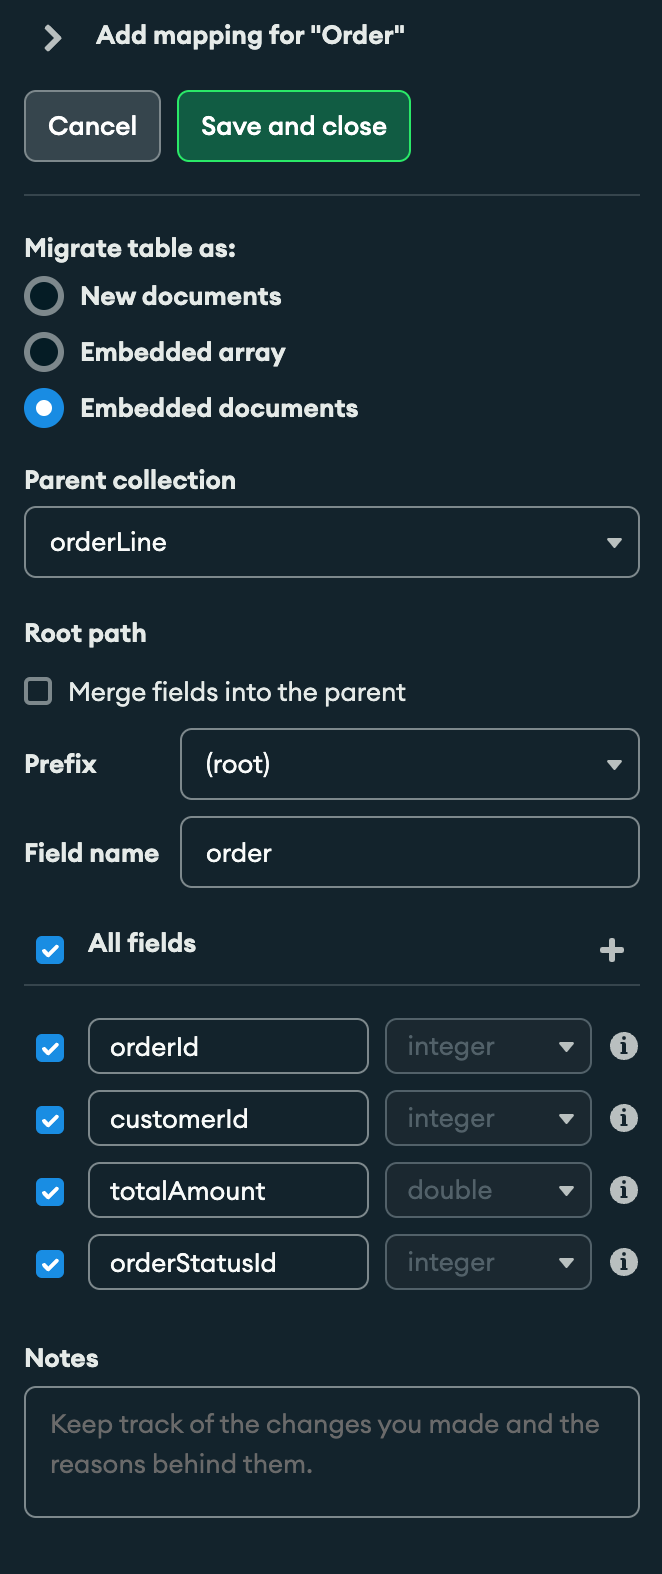 Add mapping for "Order"
Cancel
Save and close
Migrate table as:
New documents
Embedded array
Embedded documents
Parent collection
orderLine
Root path
Merge fields into the parent
Prefix
(root)
Field name
order
All fields
orderId
integer
customerId
integer
totalAmount
double
orderStatusId
integer
Notes
Keep track of the changes you made and the
reasons behind them.